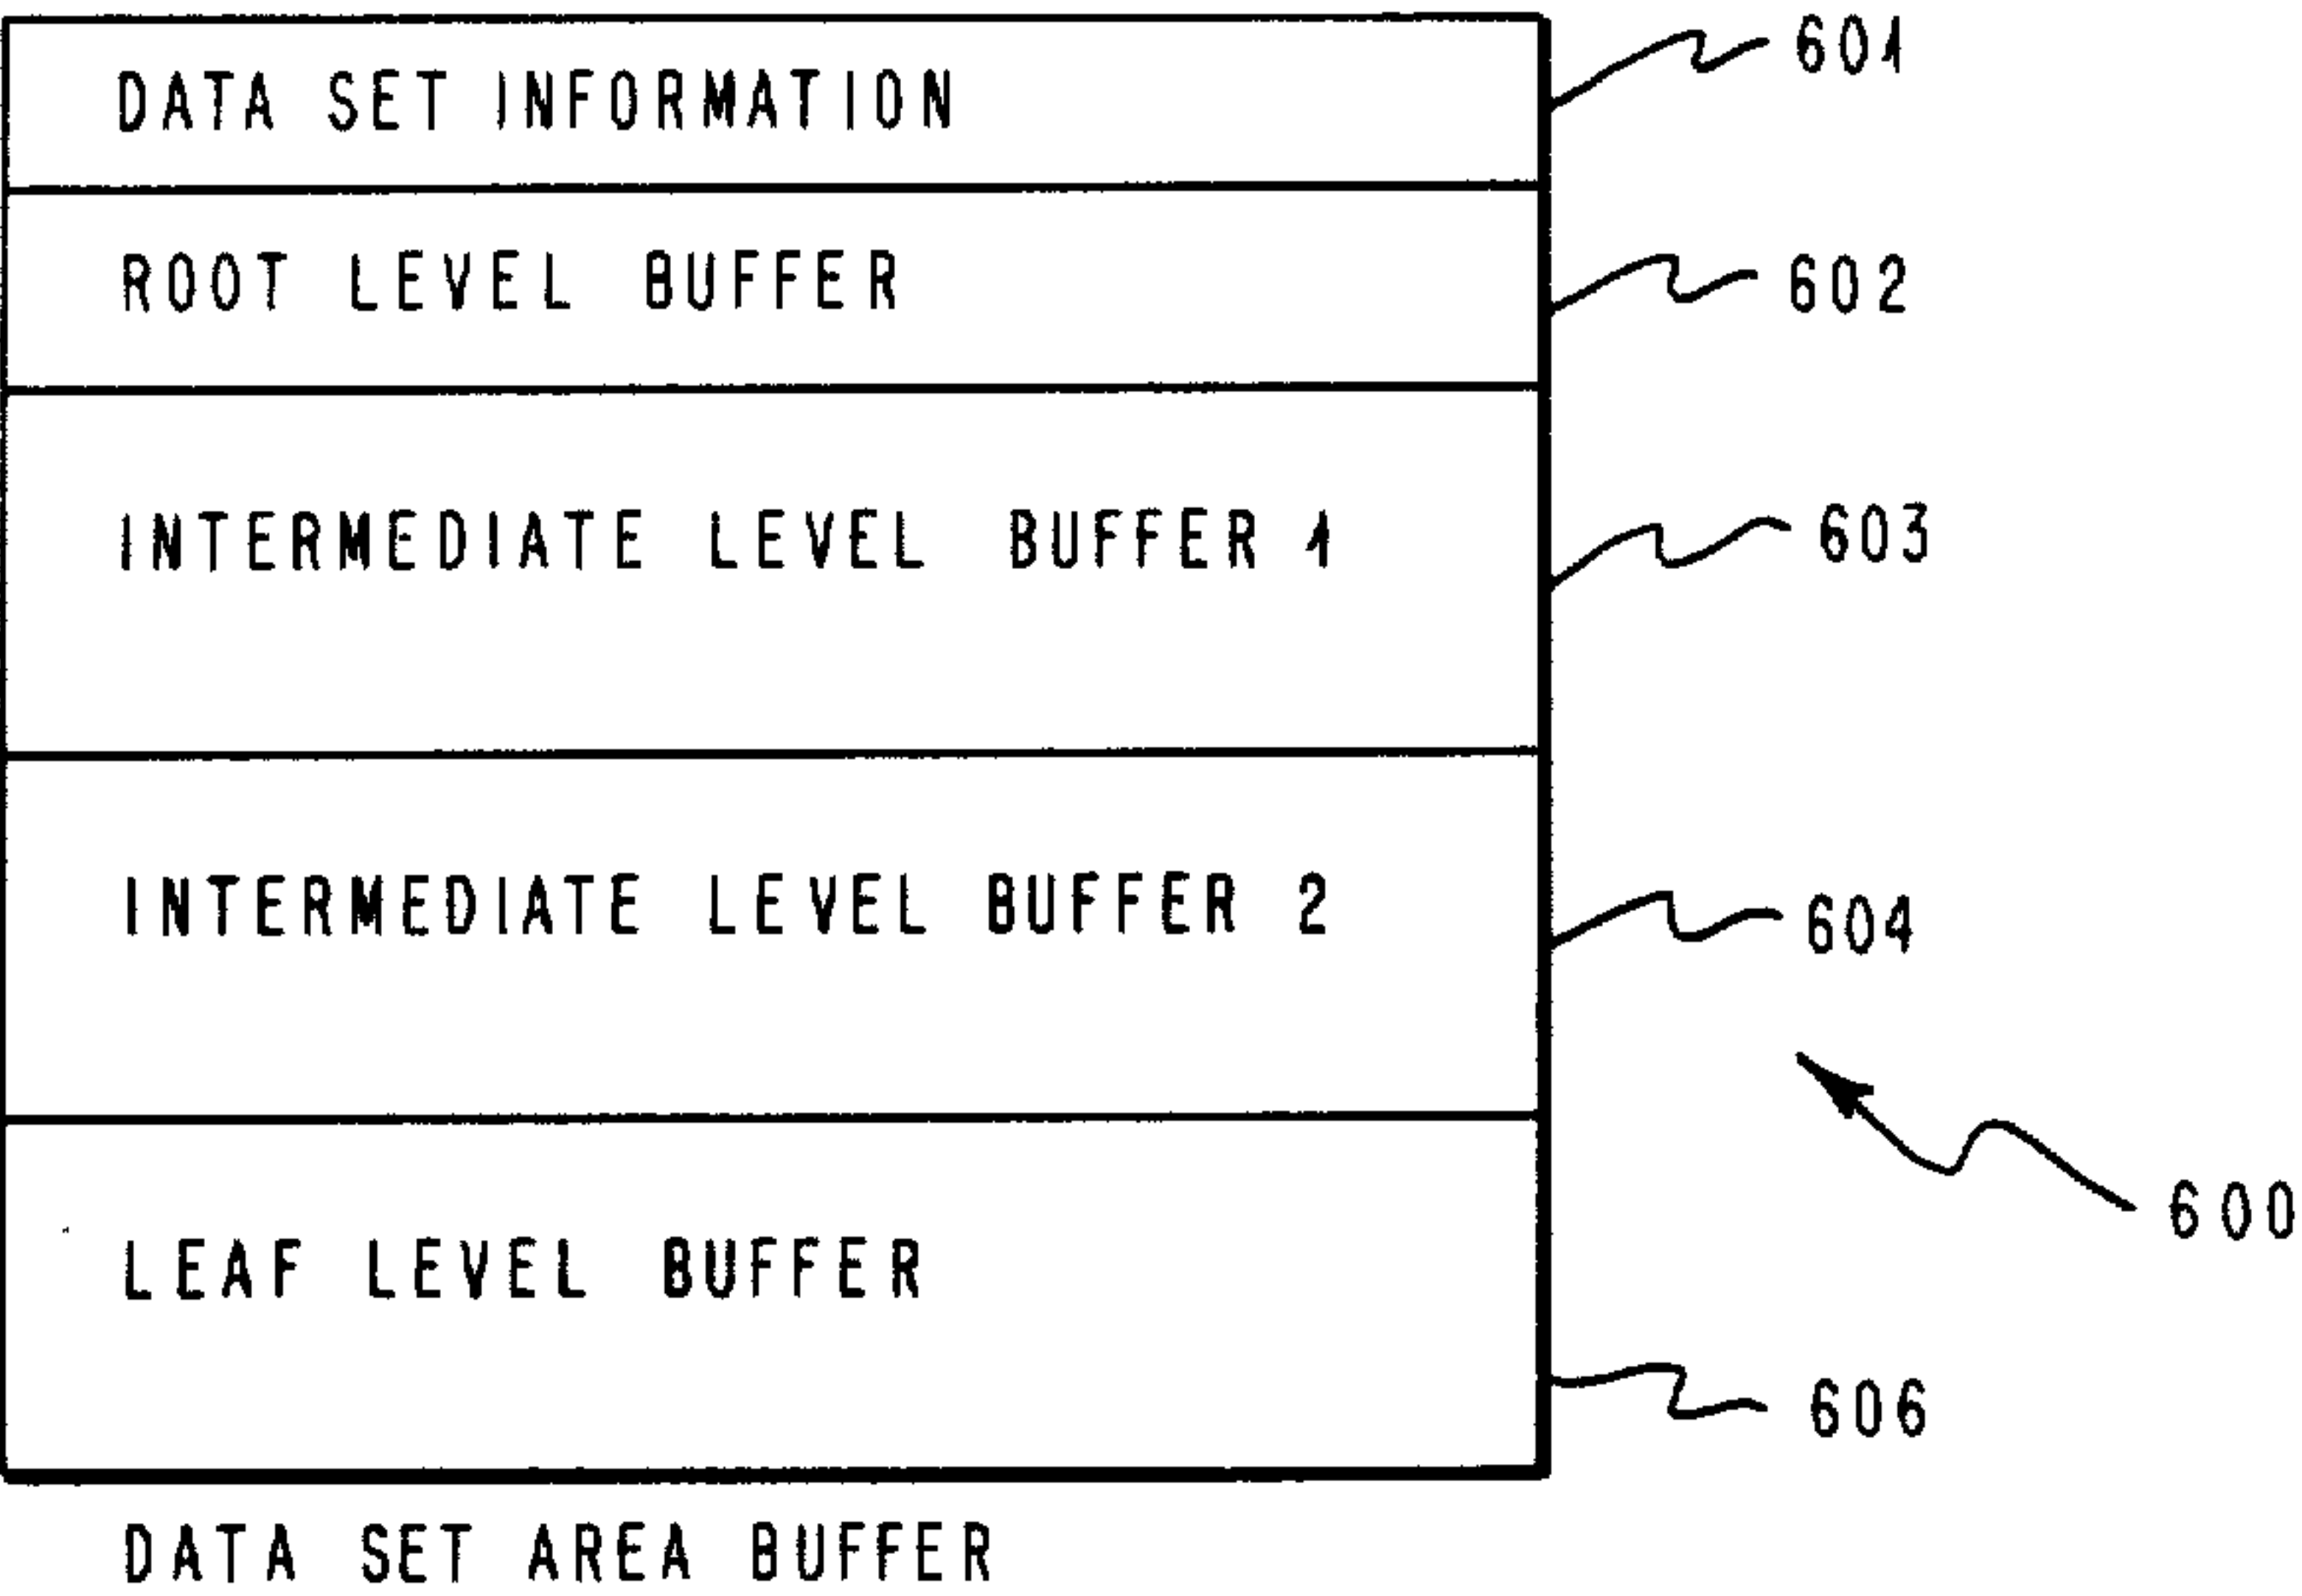 DATA SET INFORMATION 601
ROOT LEVEL BUFFER 602
INTERMEDIATE LEVEL BUFFER 1 603
INTERMEDIATE LEVEL BUFFER 2 604
600
LEAF LEVEL BUFFER
606
DATA SET AREA BUFFER